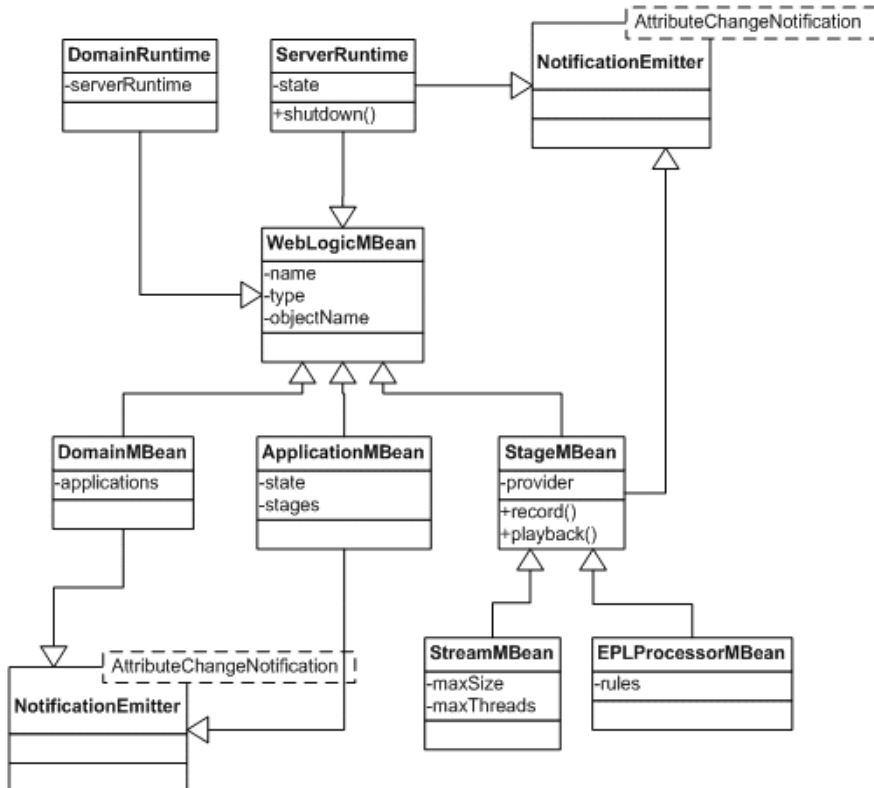 AttributeChangeNotification
DomainRuntime
-serverRuntime
ServerRuntime
-state
+shutdown()
NotificationEmitter
WebLogicMBean
-name
-type
-objectName
DomainMBean
-applications
ApplicationMBean
-state
-stages
StageMBean
-provider
+record()
+playback()
AttributeChangeNotification
NotificationEmitter
StreamMBean
-maxSize
-maxThreads
EPLProcessorMBean
-rules